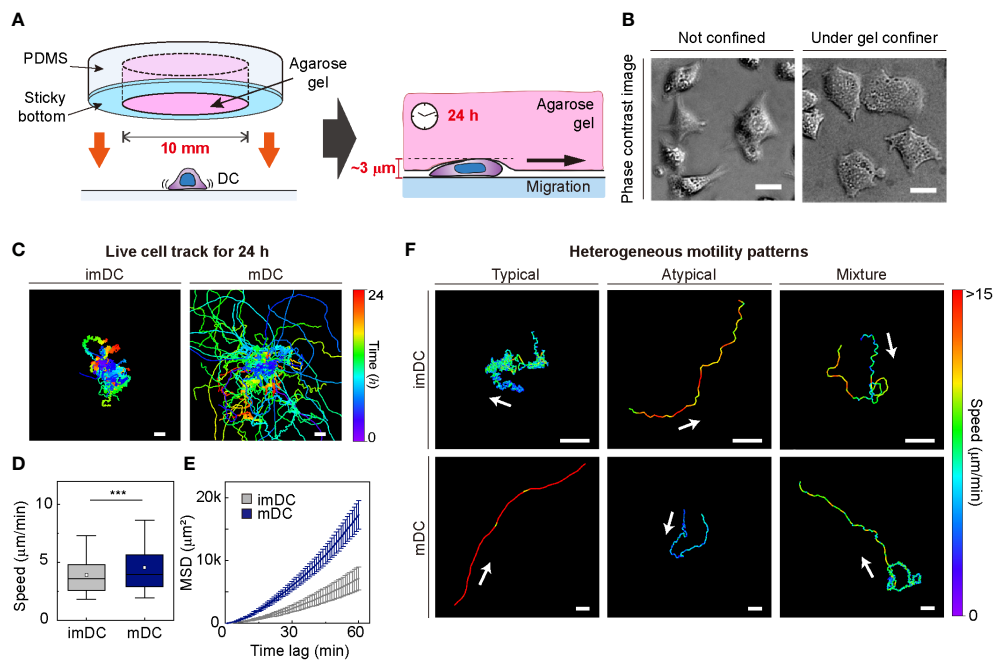 A
PDMS
Sticky
bottom
Agarose
gel
10 mm
DC
24 h
Agarose
gel
~3 μm
Migration
B
Not confined
Under gel confiner
Phase contrast image
C
Live cell track for 24 h
imDC
mDC
24
Time (h)
0
D
***
10
5
0
Speed (μm/min)
imDC
mDC
E
imDC
mDC
20k
10k
0
MSD (μm²)
0
30
60
Time lag (min)
F
Heterogeneous motility patterns
Typical
Atypical
Mixture
imDC
mDC
>15
Speed (μm/min)
0